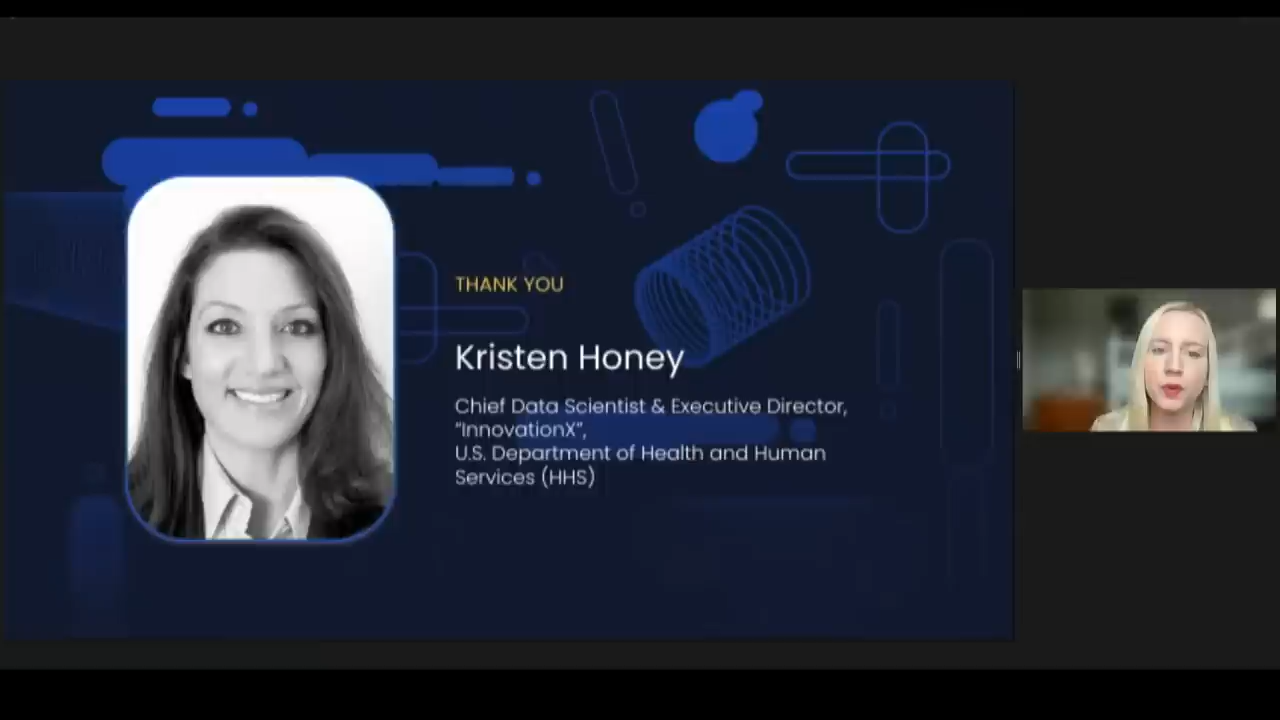 THANK YOU
Kristen Honey
Chief Data Scientist & Executive Director,
“InnovationX”,
U.S. Department of Health and Human
Services (HHS)